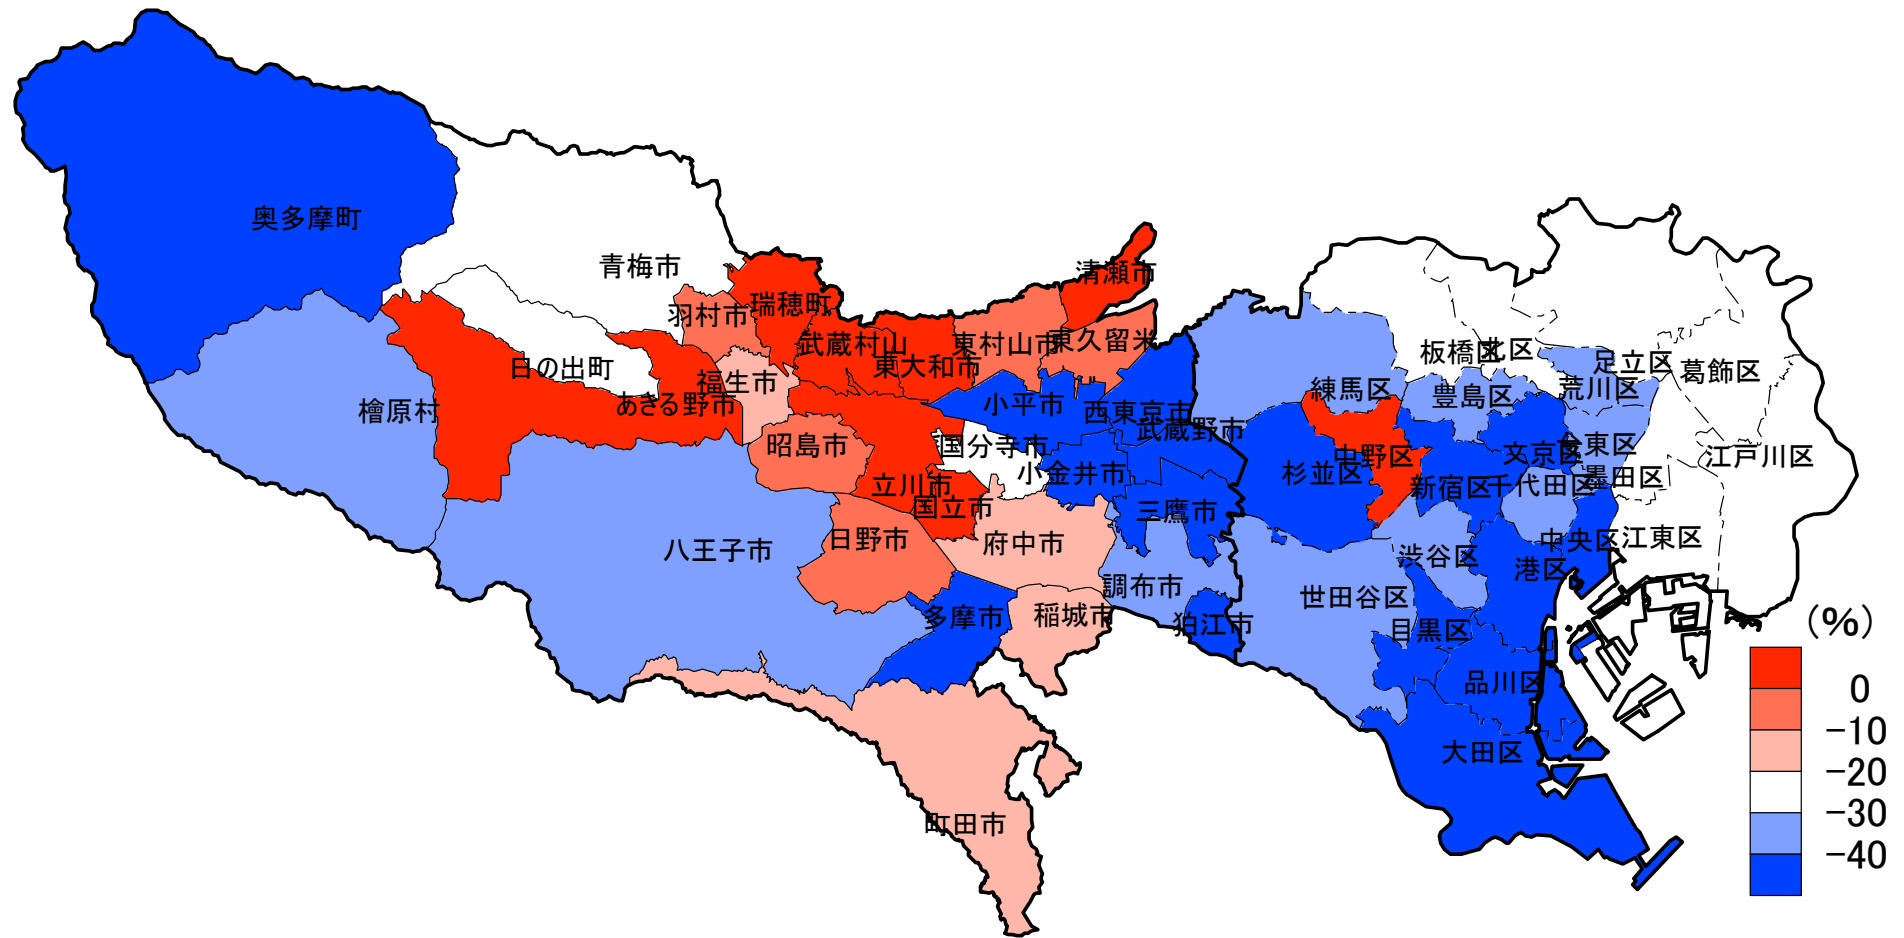 奥多摩町
青梅市
羽村市
瑞穂町
清瀬市
武蔵村山
東大和市
東村山市
東久留米
日の出町
福生市
あきる野市
檜原村
小平市
西東京市
武蔵野市
昭島市
国分寺市
小金井市
立川市
国立市
三鷹市
八王子市
日野市
府中市
調布市
多摩市
稲城市
狛江市
町田市
板橋区
北区
足立区
葛飾区
練馬区
豊島区
荒川区
中野区
杉並区
文京区
台東区
墨田区
江戸川区
新宿区
千代田区
渋谷区
中央区
江東区
港区
世田谷区
目黒区
品川区
大田区
(%)
0
-10
-20
-30
-40